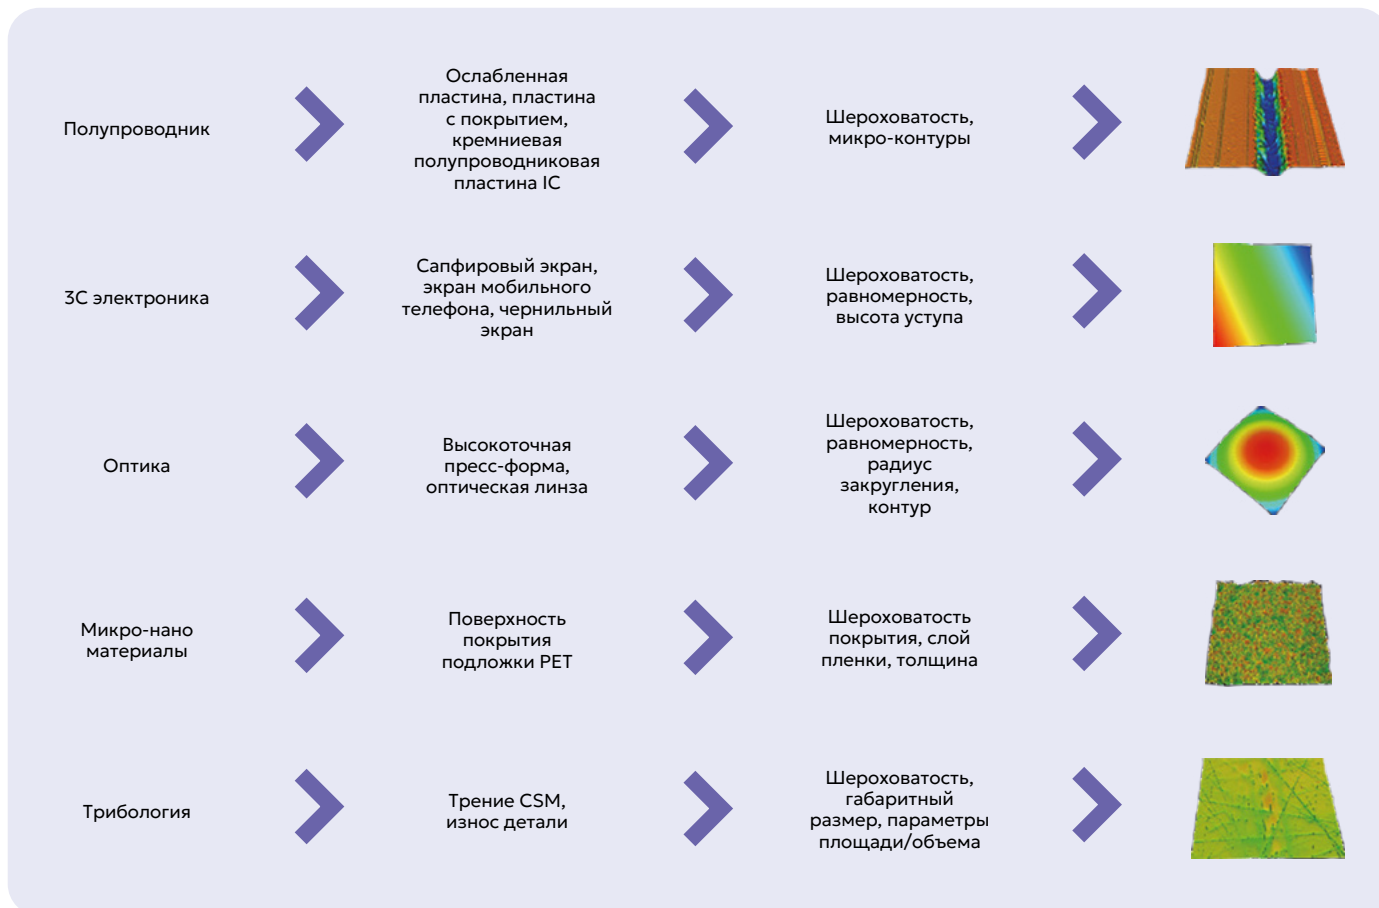 Полупроводник
Ослабленная
пластина, пластина
с покрытием,
кремниевая
полупроводниковая
пластина IC
Шероховатость,
микро-контуры
3C электроника
Сапфировый экран,
экран мобильного
телефона, чернильный
экран
Шероховатость,
равномерность,
высота уступа
Оптика
Высокоточная
пресс-форма,
оптическая линза
Шероховатость,
равномерность,
радиус
закругления,
контур
Микро-нано
материалы
Поверхность
покрытия
подложки PET
Шероховатость
покрытия, слой
пленки, толщина
Трибология
Трение CSM,
износ детали
Шероховатость,
габаритный
размер, параметры
площади/объема